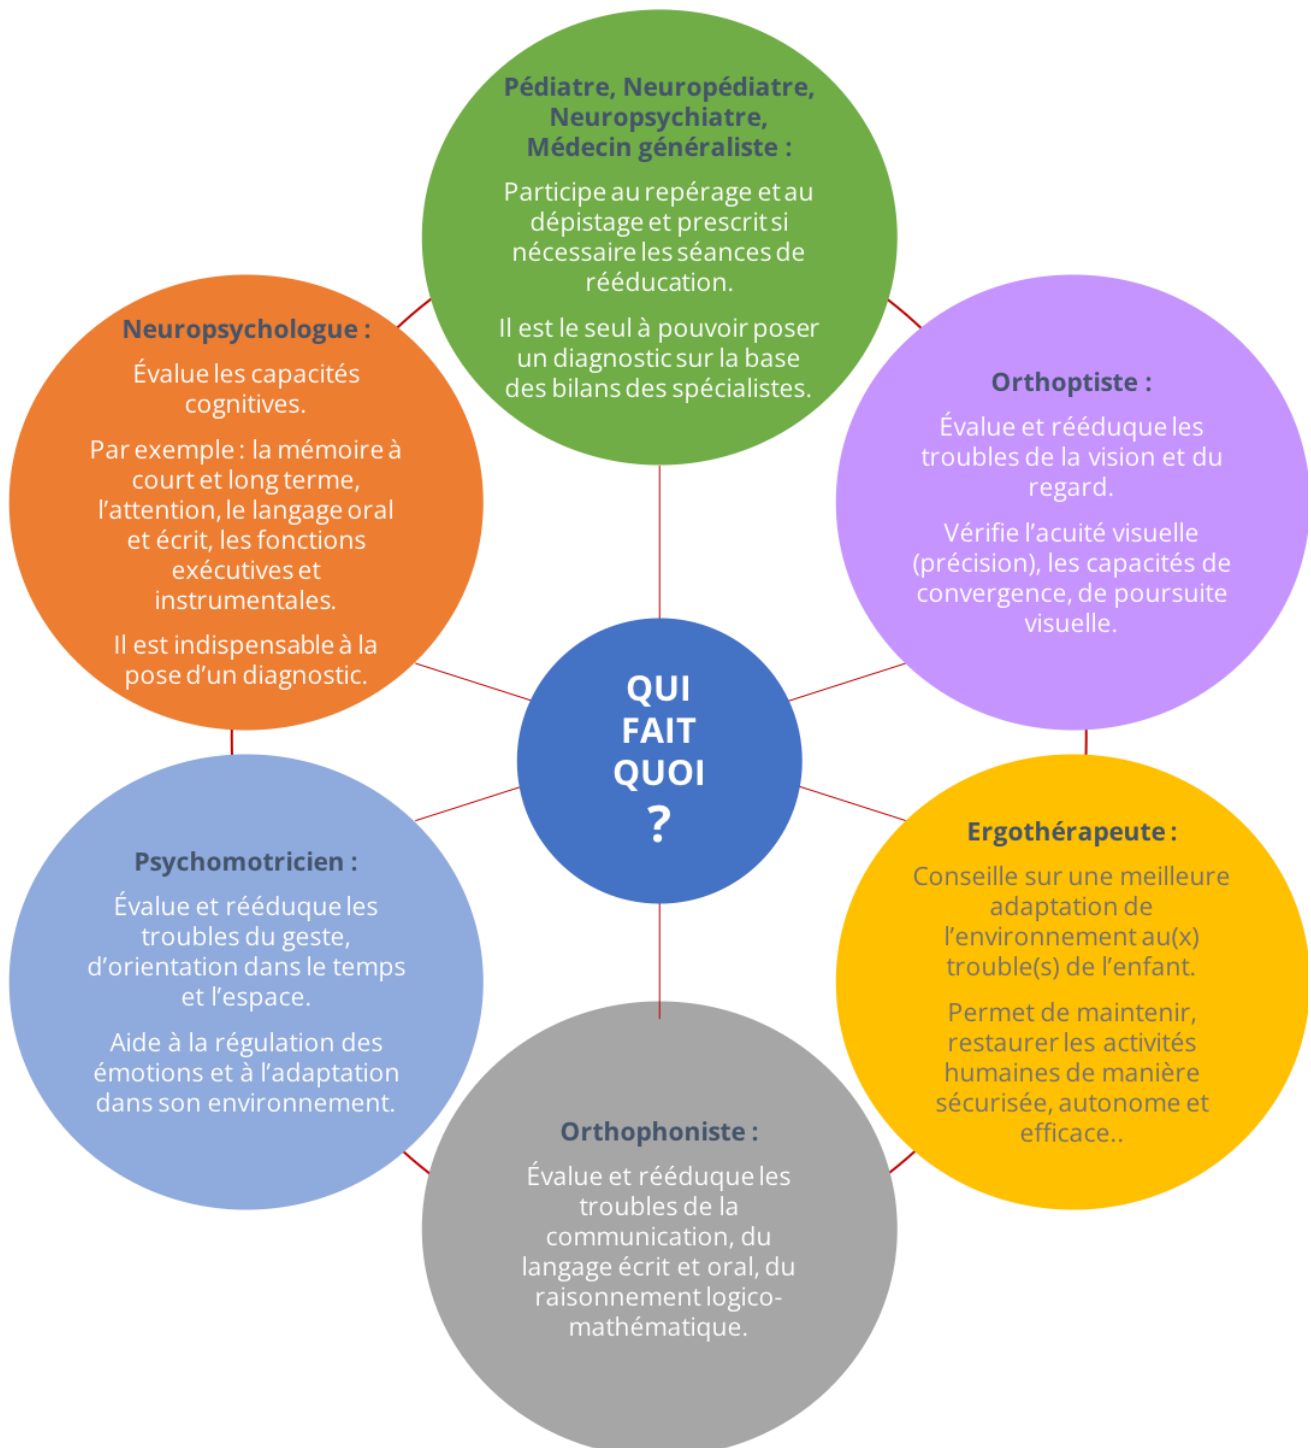 Pédiatre, Neuropédiatre,
Neuropsychiatre,
Médecin généraliste :
Participe au repérage et au
dépistage et prescrit si
nécessaire les séances de
rééducation.
Il est le seul à pouvoir poser
un diagnostic sur la base
des bilans des spécialistes.
Neuropsychologue :
Évalue les capacités
cognitives.
Par exemple : la mémoire à
court et long terme,
l’attention, le langage oral
et écrit, les fonctions
exécutives et
instrumentales.
Il est indispensable à la
pose d’un diagnostic.
Orthoptiste :
Évalue et rééduque les
troubles de la vision et du
regard.
Vérifie l’acuité visuelle
(précision), les capacités de
convergence, de poursuite
visuelle.
QUI
FAIT
QUOI
?
Psychomotricien :
Évalue et rééduque les
troubles du geste,
d’orientation dans le temps
et l’espace.
Aide à la régulation des
émotions et à l’adaptation
dans son environnement.
Ergothérapeute :
Conseille sur une meilleure
adaptation de
l’environnement au(x)
trouble(s) de l’enfant.
Permet de maintenir,
restaurer les activités
humaines de manière
sécurisée, autonome et
efficace..
Orthophoniste :
Évalue et rééduque les
troubles de la
communication, du
langage écrit et oral, du
raisonnement logico-
mathématique.